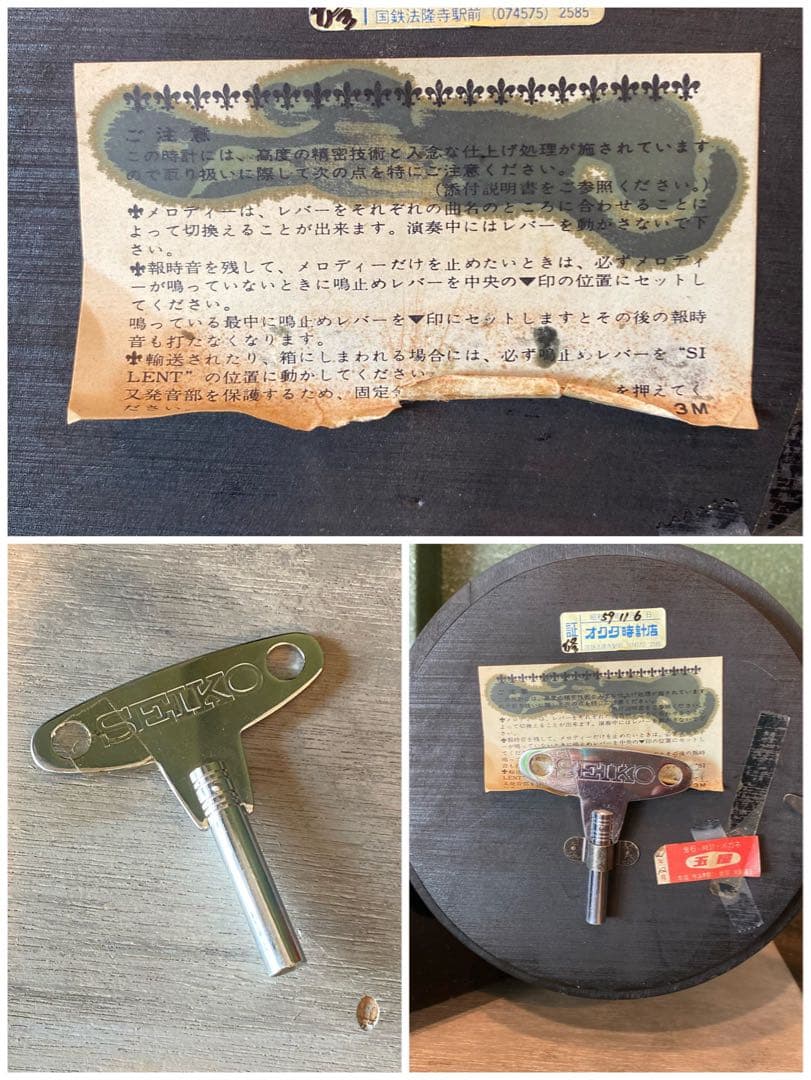 国鉄法隆寺駅前 (074575) 2585
ご注意
この時計には、高度の精密技術と入念な仕上げ処理が施されています
ので取り扱いに際して次の点を特にご注意ください。
(添付説明書をご参照ください。)
メロディーは、レバーをそれぞれの曲名のところに合わせることに
よって切換えることが出来ます。演奏中にはレバーを動かさないで下
さい。
報時音を残して、メロディーだけを止めたいときは、必ずメロディ
ーが鳴っていないときに鳴止めレバーを中央の▼印の位置にセットし
てください。
鳴っている最中に鳴止めレバーを▼印にセットしますとその後の報時
音も打たなくなります。
輸送されたり、箱にしまわれる場合には、必ず鳴止めレバーを “SI
LENT” の位置に動かしてください
又発音部を保護するため、固定 を押えてく
ださい
3M
SEIKO
昭和 59 11 6 日
証 オクダ時計店
SEIKO
玉屋